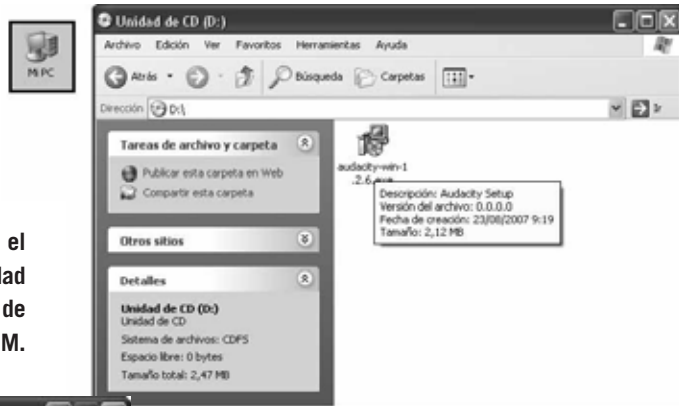 Mi PC
Unidad de CD (D:)
Archivo Edición Ver Favoritos Herramientas Ayuda
Atrás Búsqueda Carpetas
Dirección D:\ Ir
Tareas de archivo y carpeta
Publicar esta carpeta en Web
Compartir esta carpeta
Otros sitios
Detalles
Unidad de CD (D:)
Unidad de CD
Sistema de archivos: CDFS
Espacio libre: 0 bytes
Tamaño total: 2,47 MB
audacity-win-1
.2.6.exe
Descripción: Audacity Setup
Versión del archivo: 0.0.0.0
Fecha de creación: 23/08/2007 9:19
Tamaño: 2,12 MB
el
dad
de
M.